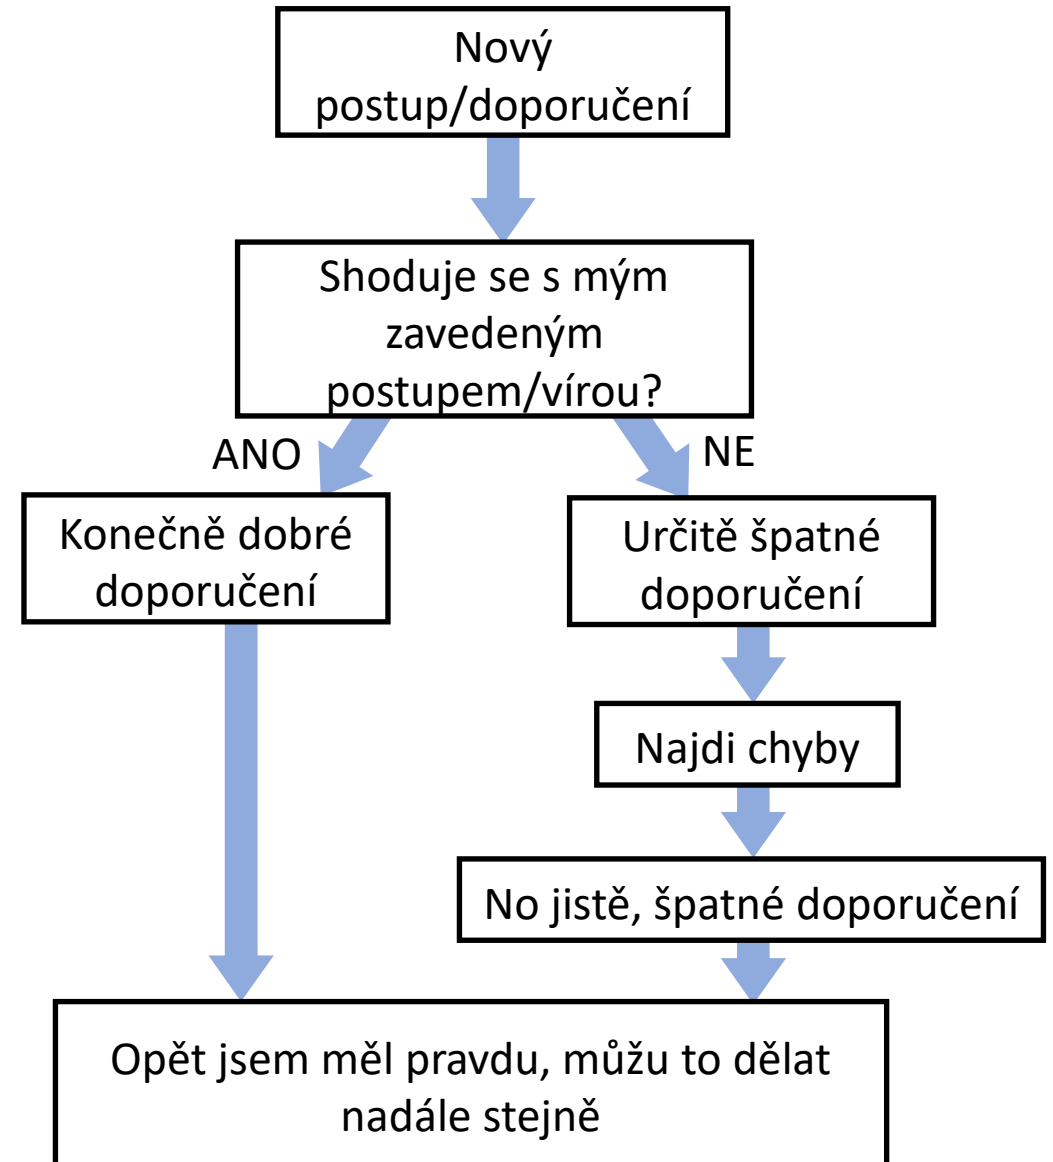 Nový
postup/doporučení
Shoduje se s mým
zavedeným
postupem/vírou?
ANO
NE
Konečně dobré
doporučení
Určitě špatné
doporučení
Najdi chyby
No jistě, špatné doporučení
Opět jsem měl pravdu, můžu to dělat
nadále stejně